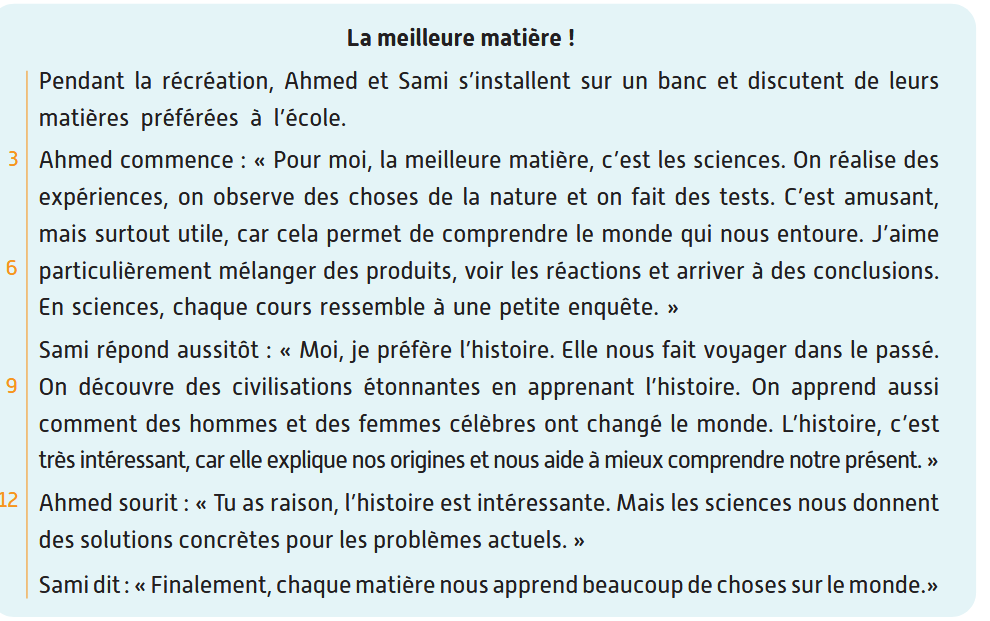 La meilleure matière !
Pendant la récréation, Ahmed et Sami s'installent sur un banc et discutent de leurs
matières préférées à l'école.
3 Ahmed commence : « Pour moi, la meilleure matière, c'est les sciences. On réalise des
expériences, on observe des choses de la nature et on fait des tests. C'est amusant,
mais surtout utile, car cela permet de comprendre le monde qui nous entoure. J'aime
6 particulièrement mélanger des produits, voir les réactions et arriver à des conclusions.
En sciences, chaque cours ressemble à une petite enquête. »
Sami répond aussitôt : « Moi, je préfère l'histoire. Elle nous fait voyager dans le passé.
9 On découvre des civilisations étonnantes en apprenant l'histoire. On apprend aussi
comment des hommes et des femmes célèbres ont changé le monde. L'histoire, c'est
très intéressant, car elle explique nos origines et nous aide à mieux comprendre notre présent. »
12 Ahmed sourit : « Tu as raison, l'histoire est intéressante. Mais les sciences nous donnent
des solutions concrètes pour les problèmes actuels. »
Sami dit : « Finalement, chaque matière nous apprend beaucoup de choses sur le monde.»